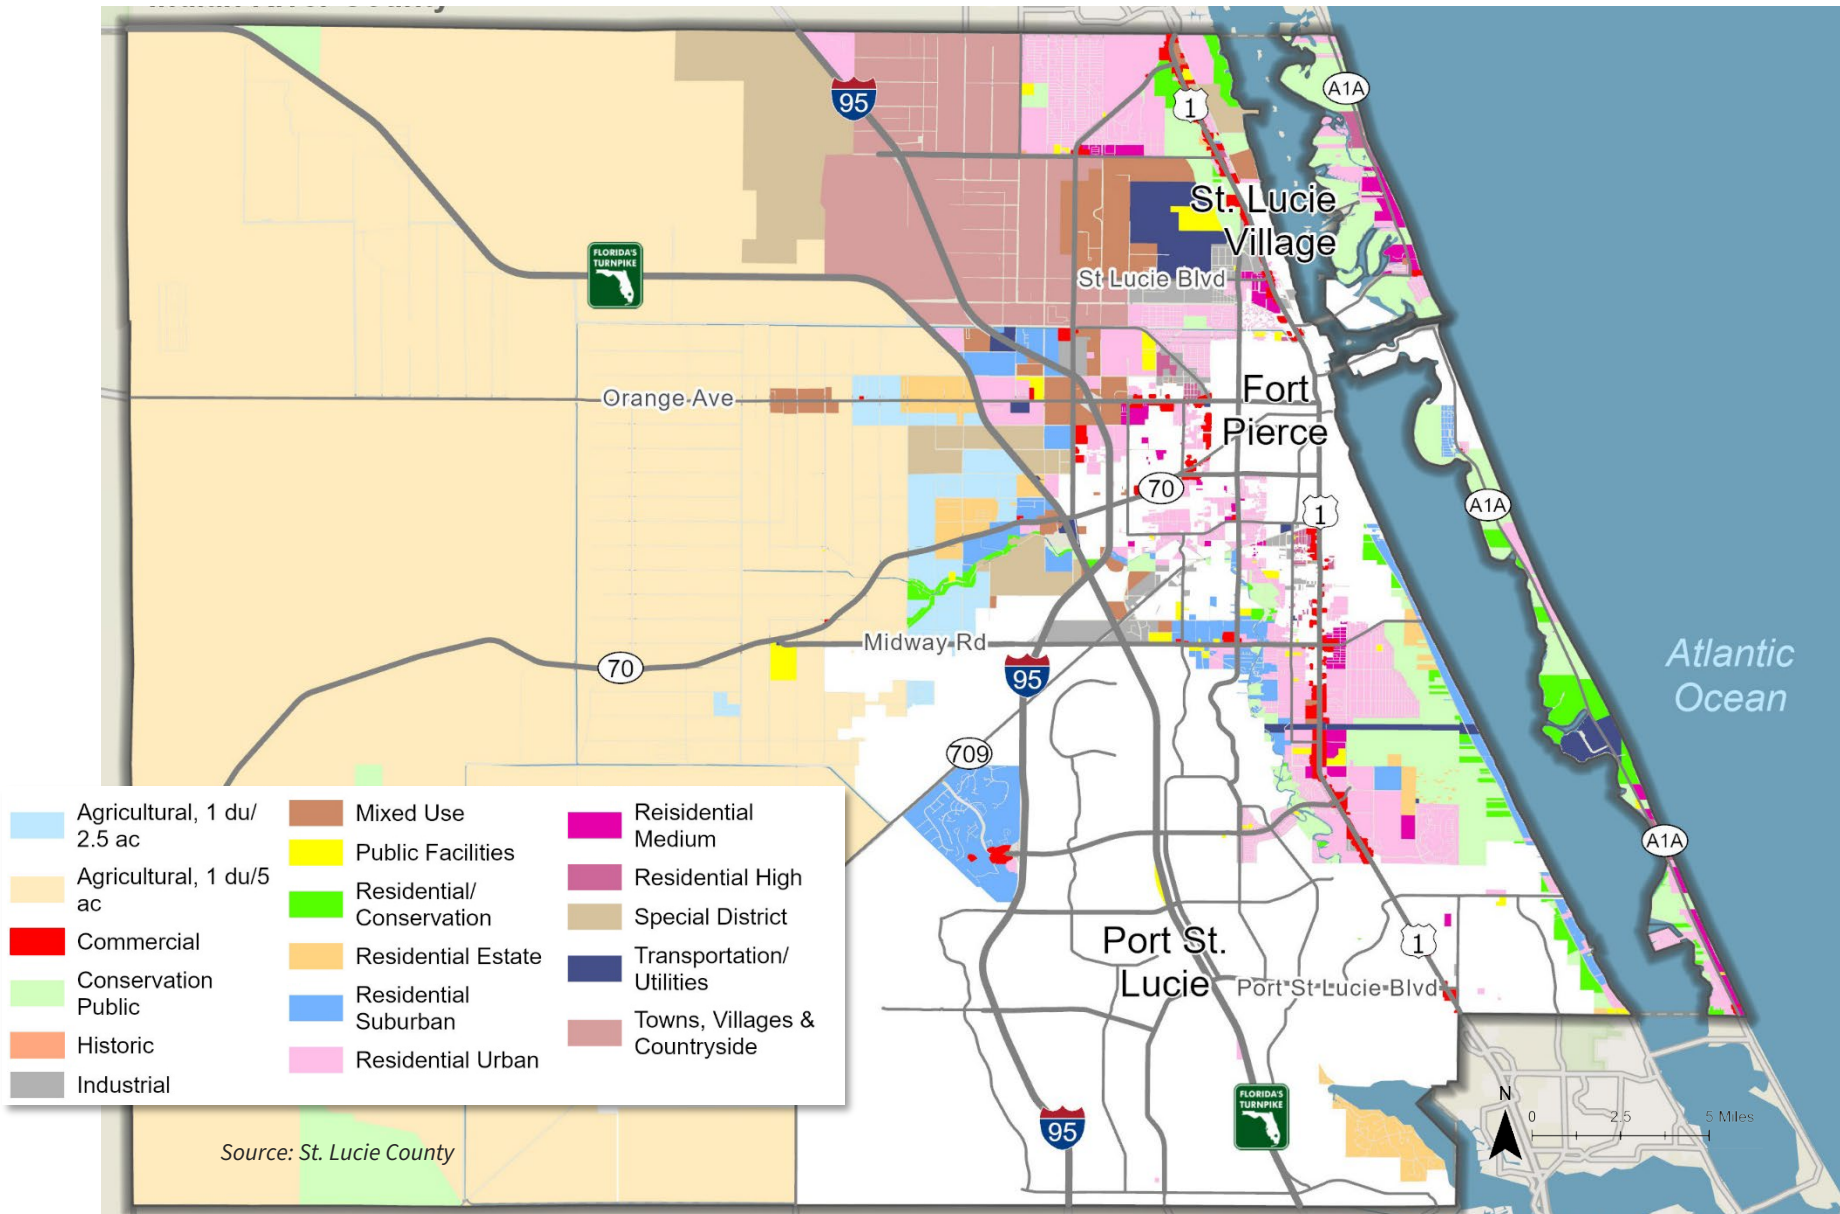 95
A1A
1
St. Lucie
Village
FLORIDA'S
TURNPIKE
St Lucie Blvd
Orange Ave
Fort
Pierce
70
A1A
1
Midway Rd
70
95
Atlantic
Ocean
709
Agricultural, 1 du/
2.5 ac
Agricultural, 1 du/5
ac
Commercial
Conservation
Public
Historic
Industrial
Mixed Use
Public Facilities
Residential/
Conservation
Residential Estate
Residential
Suburban
Residential Urban
Reisidential
Medium
Residential High
Special District
Transportation/
Utilities
Towns, Villages &
Countryside
A1A
Port St.
Lucie
1
Port St Lucie Blvd
FLORIDA'S
TURNPIKE
95
N
0 2.5 5 Miles
Source: St. Lucie County